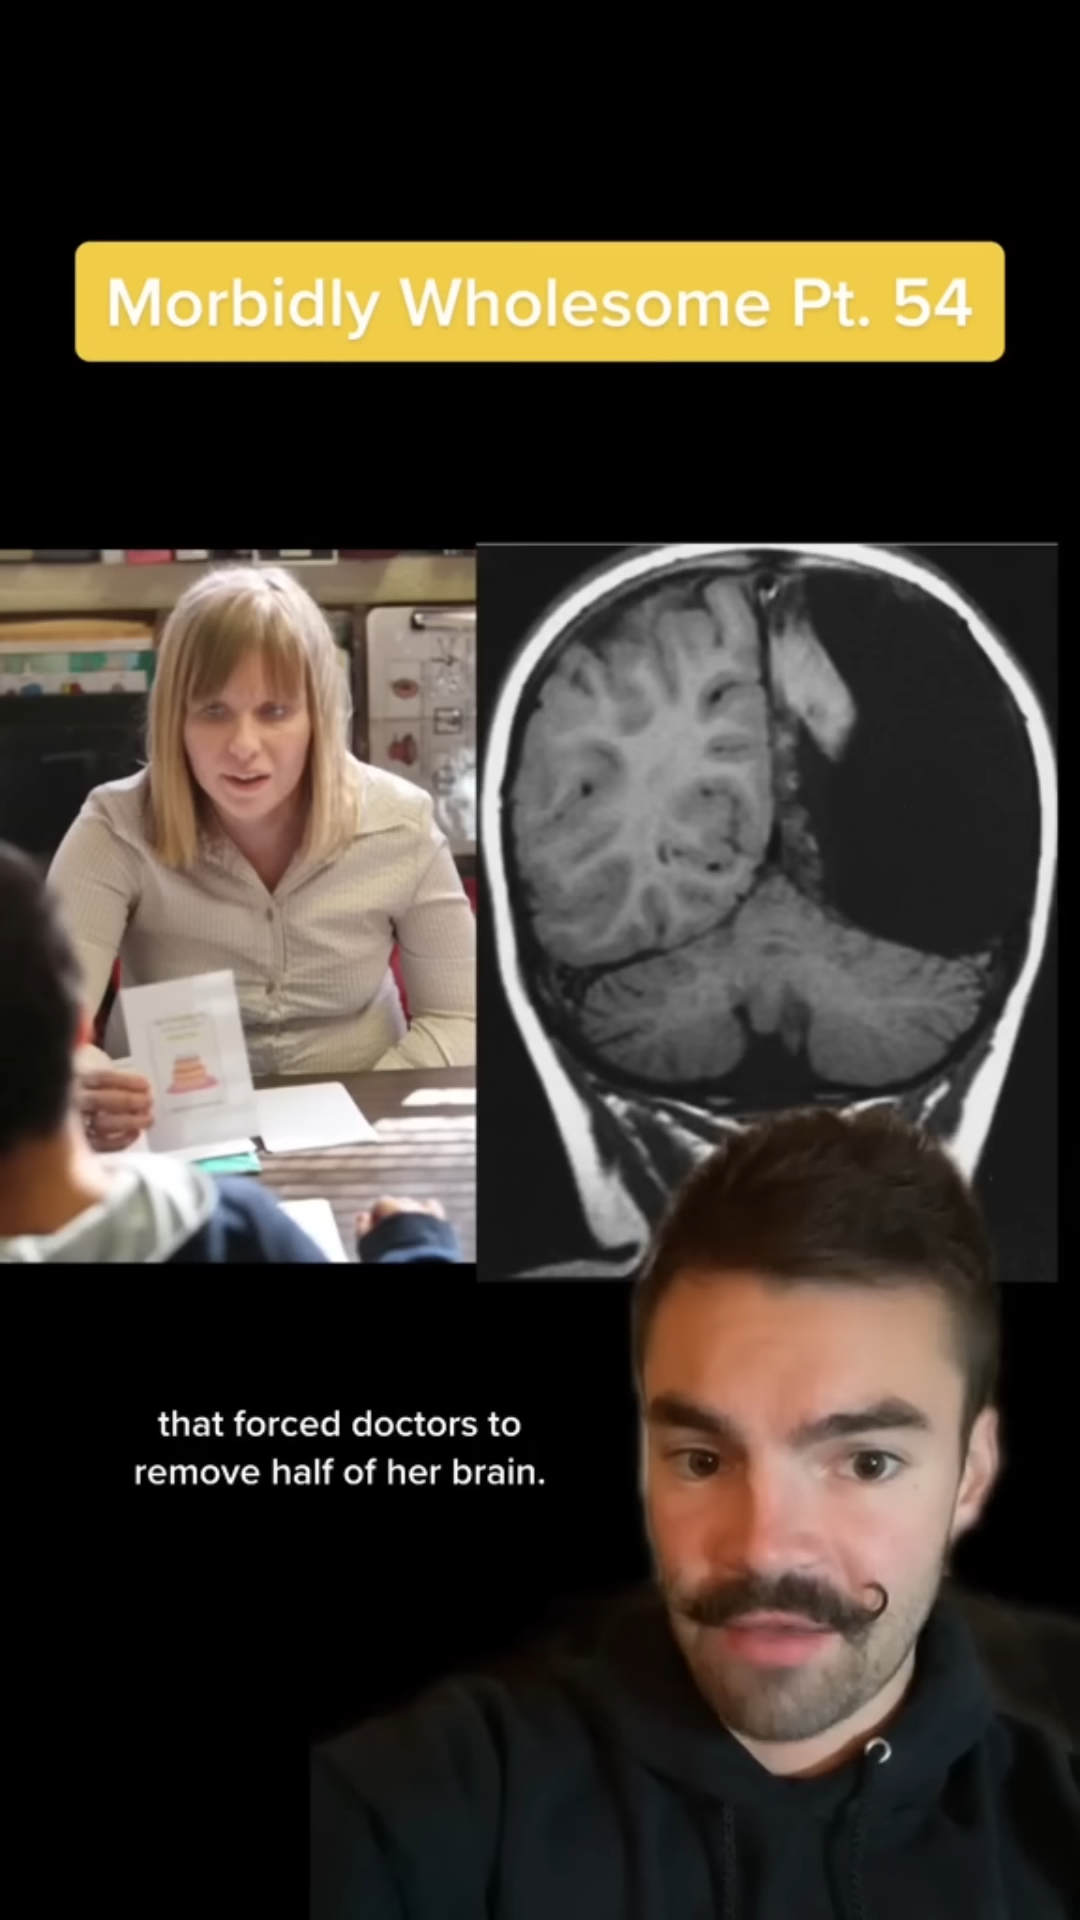 Morbidly Wholesome Pt. 54
that forced doctors to
remove half of her brain.